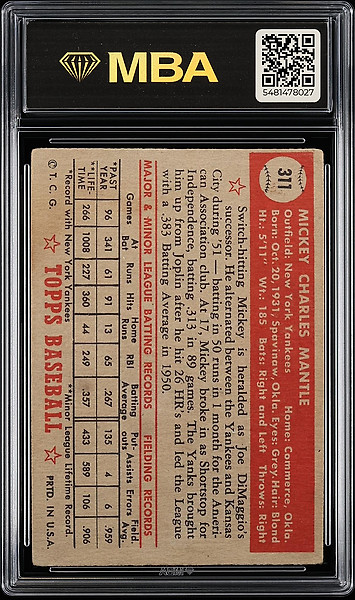 MBA
5481478027
311
MICKEY CHARLES MANTLE
Outfield: New York Yankees Home: Commerce, Okla.
Born: Oct. 20, 1931, Spavinaw, Okla. Eyes: Grey Hair: Blond
Ht.: 5'11" Wt.: 185 Bats: Right and Left Throws: Right
Switch-hitting Mickey is heralded as Joe DiMaggio's
successor. He alternated between the Yankees and Kansas
City during '51 — batting in 50 runs in 1 month for the Ameri-
can Association club. At 17, Mickey broke in as Shortstop for
Independence, batting .313 in 89 games. The Yanks brought
him up from Joplin after he hit 26 HR's and led the League
with a .383 Batting Average in 1950.
MAJOR & MINOR LEAGUE BATTING RECORDS FIELDING RECORDS
Games At Bat Runs Hits Home Runs RBI Batting Average Put outs Assists Errors Field. Avg.
*PAST YEAR 96 341 61 91 13 65 .267 135 4 6 .959
**LIFE-TIME 266 1008 227 360 44 249 .357 433 589 106 .906
*Record with New York Yankees **Minor League Lifetime Record.
© T. C. G. TOPPS BASEBALL PRTD. IN U.S.A.